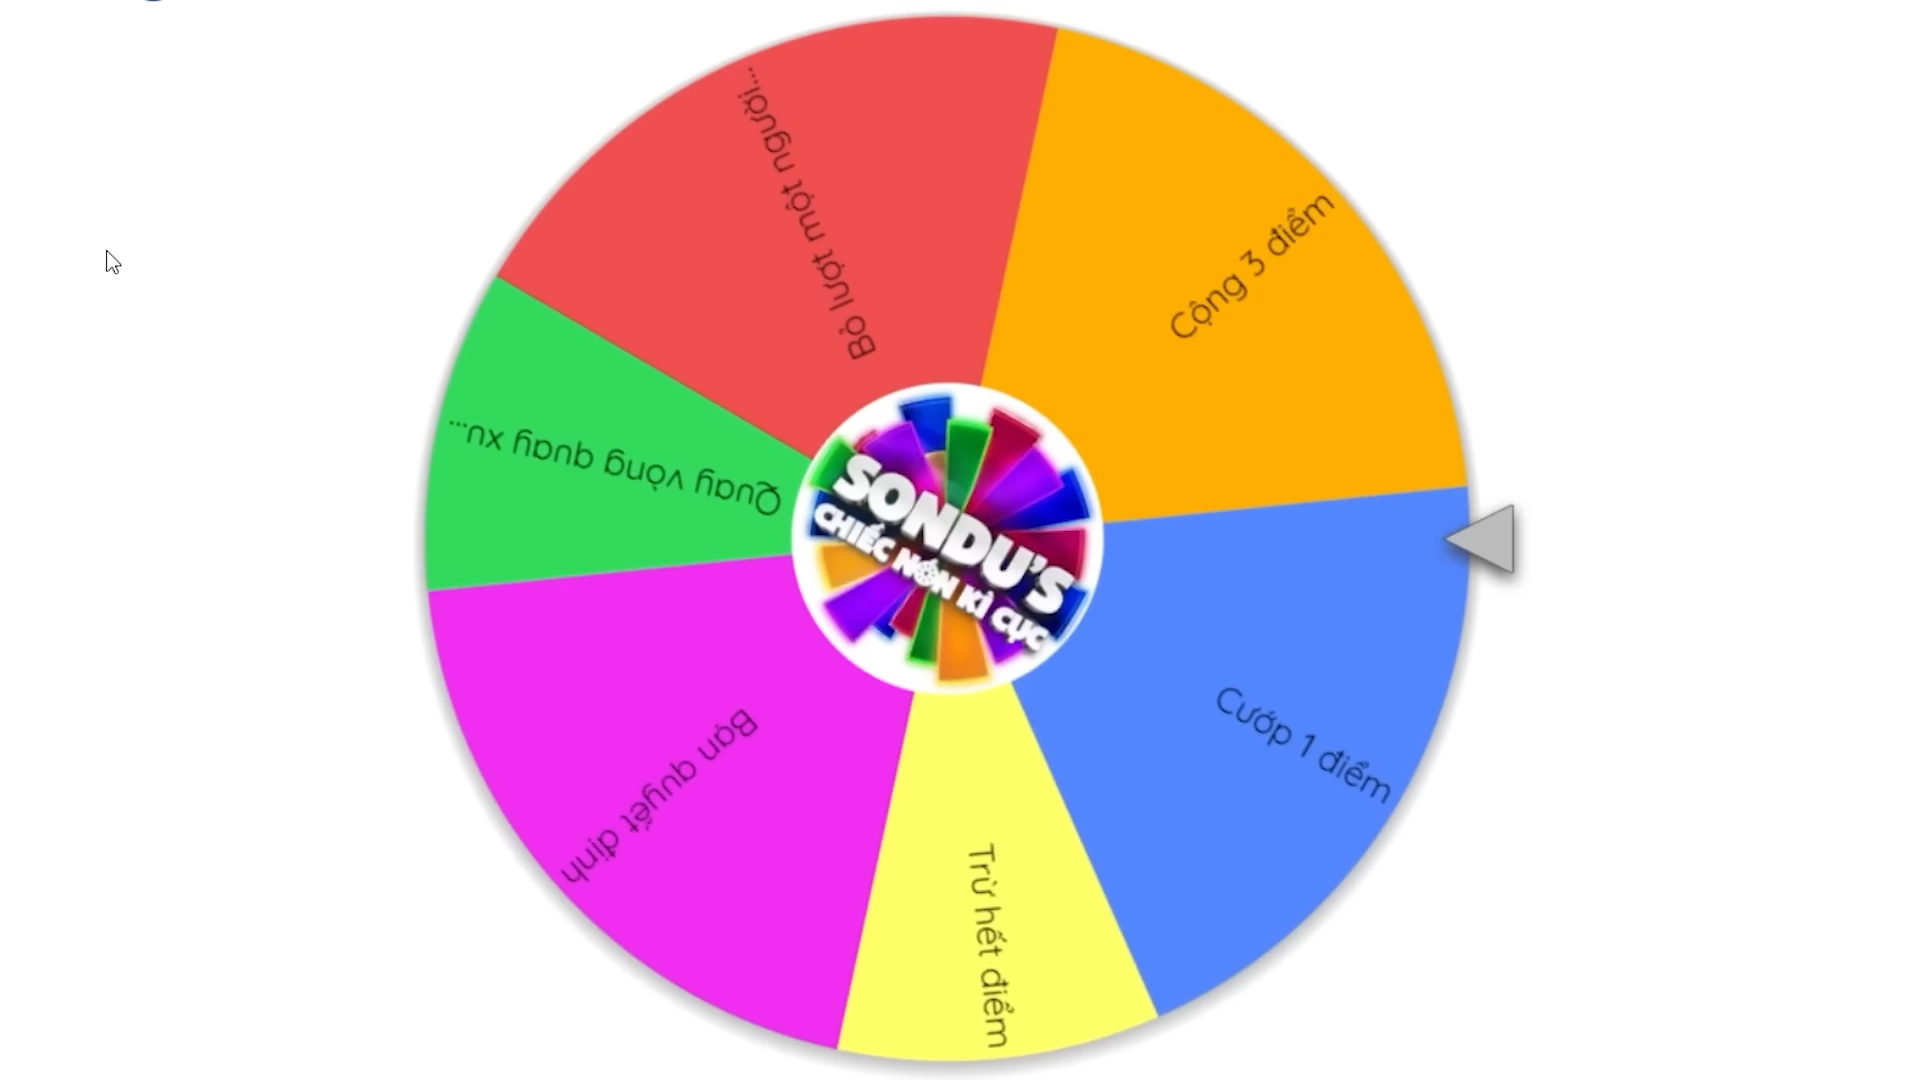 Bỏ lượt một người...
Cộng 3 điểm
Quay vòng quay xu...
SONDU'S
CHIẾC NÓN KÌ CỤC
Cướp 1 điểm
Bạn quyết định
Trừ hết điểm